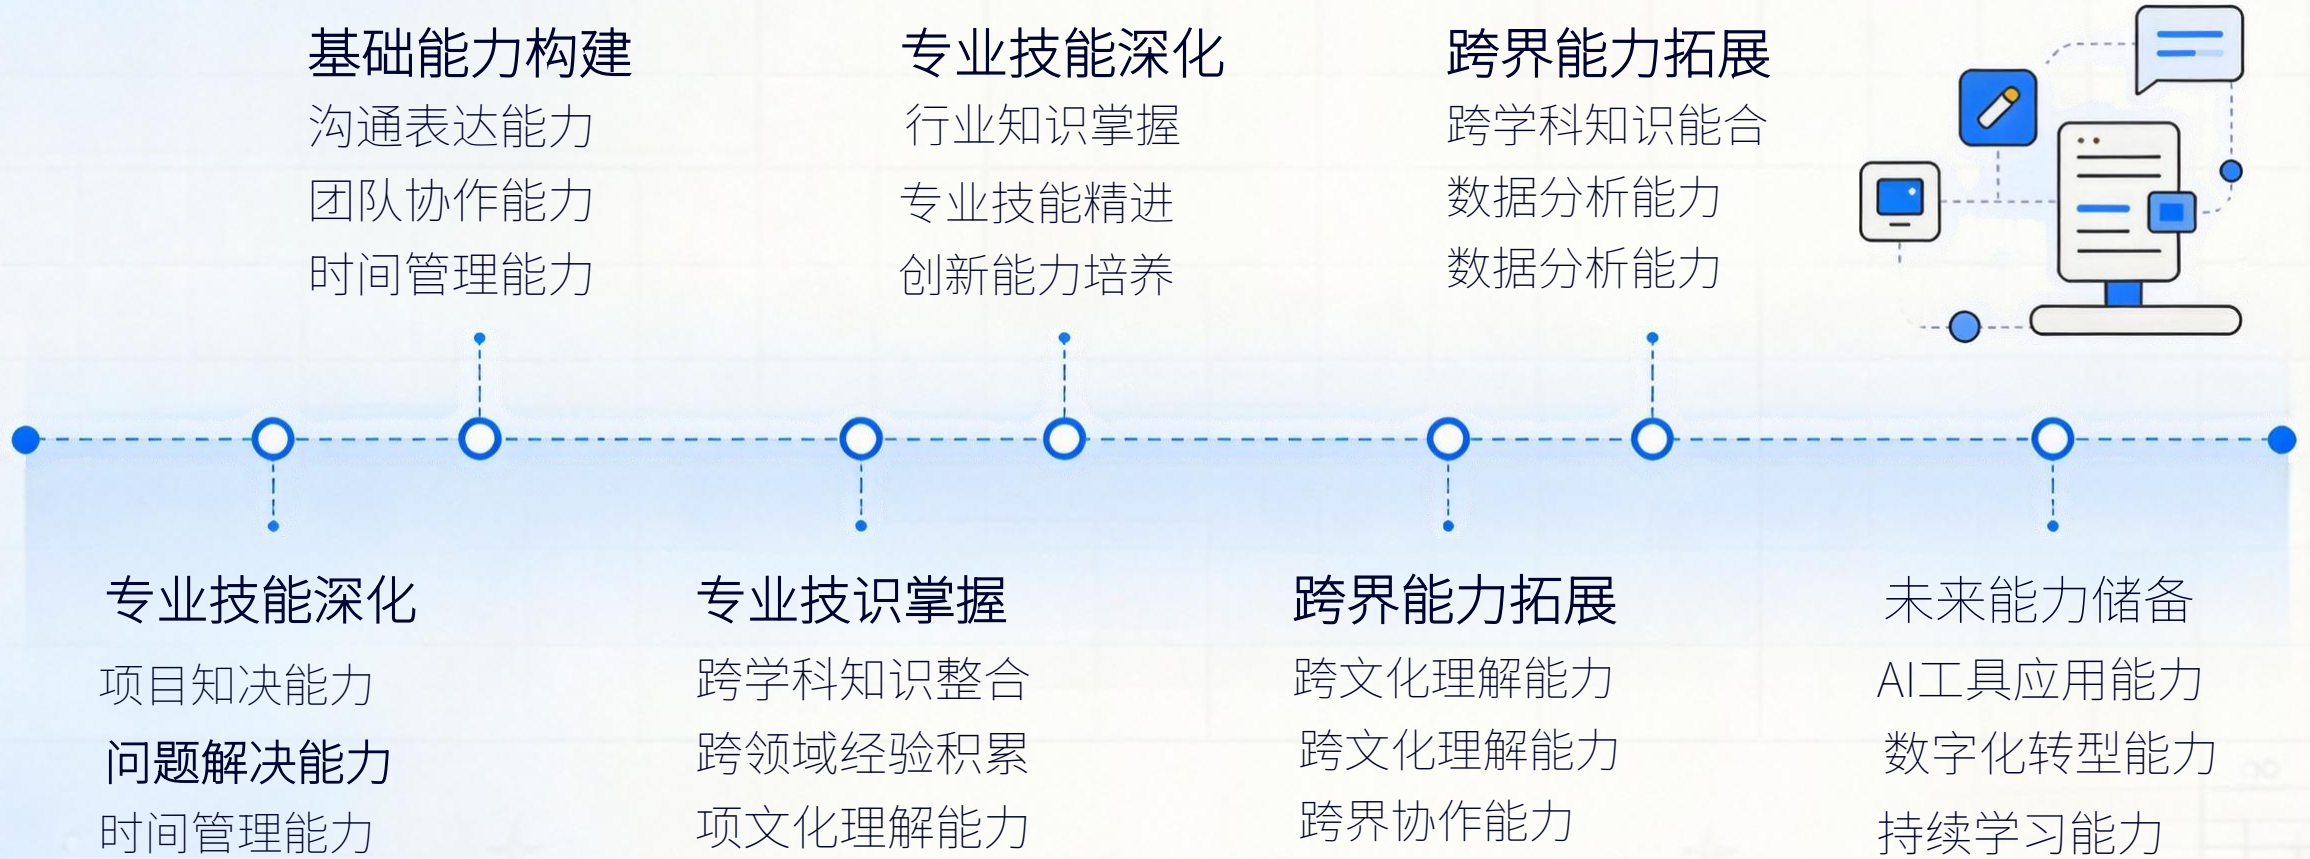 基础能力构建
沟通表达能力
团队协作能力
时间管理能力
专业技能深化
行业知识掌握
专业技能精进
创新能力培养
跨界能力拓展
跨学科知识能合
数据分析能力
数据分析能力
专业技能深化
项目知决能力
问题解决能力
时间管理能力
专业技识掌握
跨学科知识整合
跨领域经验积累
项文化理解能力
跨界能力拓展
跨文化理解能力
跨文化理解能力
跨界协作能力
未来能力储备
AI工具应用能力
数字化转型能力
持续学习能力